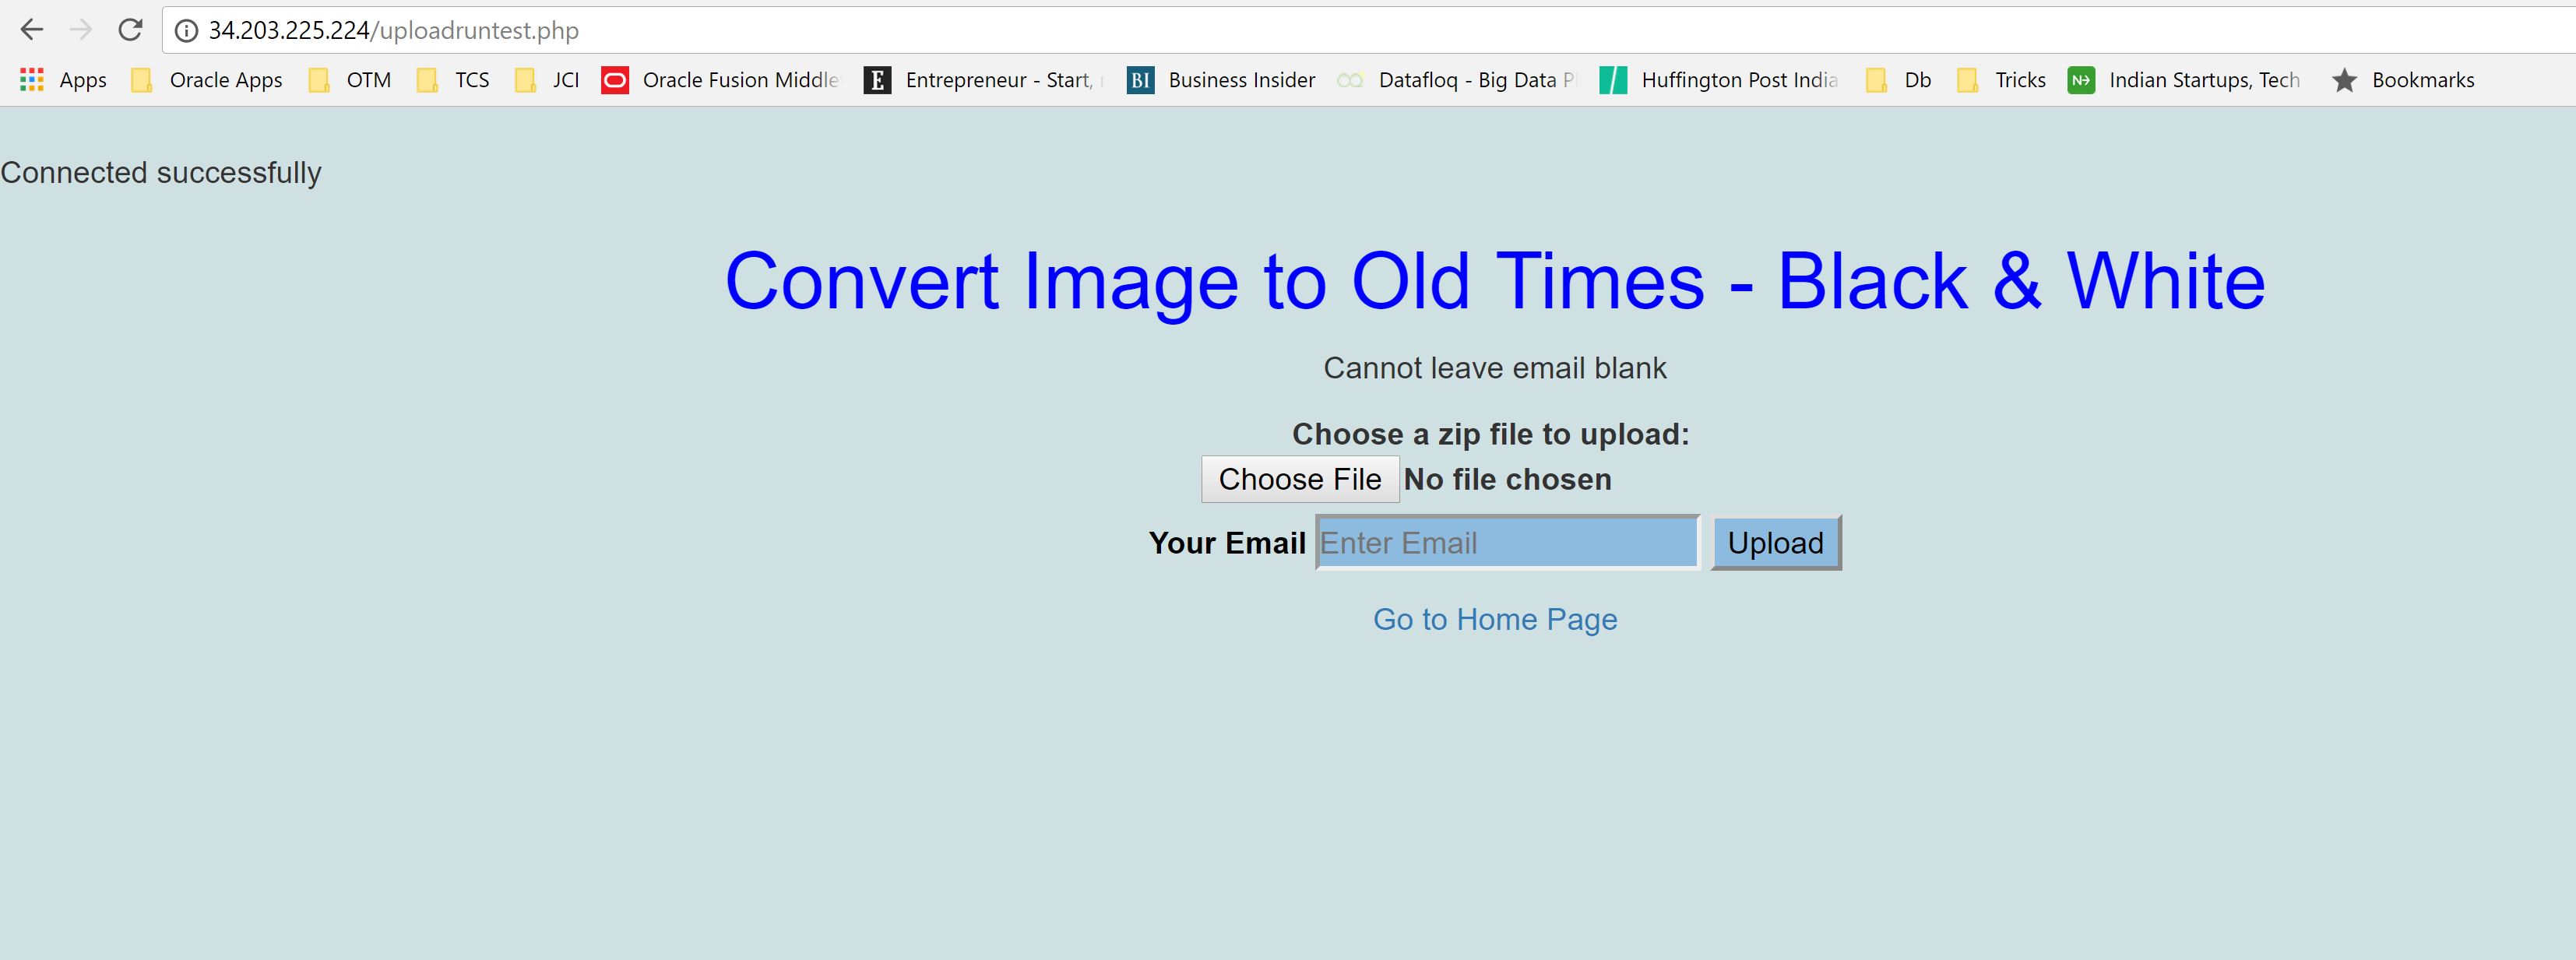 34.203.225.224/uploadruntest.php
Apps Oracle Apps OTM TCS JCI Oracle Fusion Middle E Entrepreneur - Start, BI Business Insider Datafloq - Big Data P Huffington Post India Db Tricks N Indian Startups, Tech Bookmarks
Connected successfully
Convert Image to Old Times - Black & White
Cannot leave email blank
Choose a zip file to upload:
Choose File No file chosen
Your Email Enter Email Upload
Go to Home Page